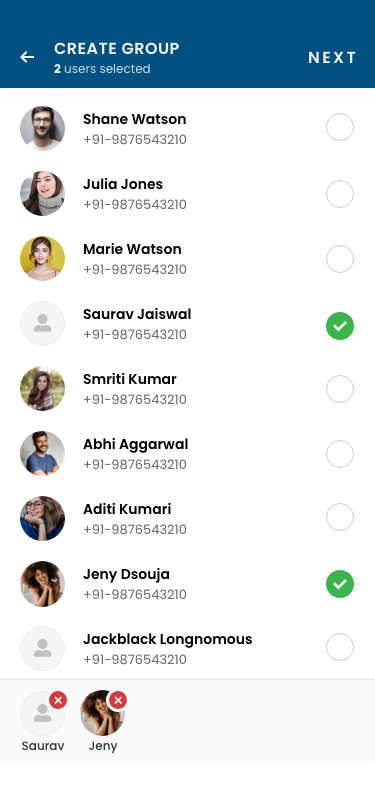 CREATE GROUP
2 users selected
NEXT
Shane Watson
+91-9876543210
Julia Jones
+91-9876543210
Marie Watson
+91-9876543210
Saurav Jaiswal
+91-9876543210
Smriti Kumar
+91-9876543210
Abhi Aggarwal
+91-9876543210
Aditi Kumari
+91-9876543210
Jeny Dsouja
+91-9876543210
Jackblack Longnomous
+91-9876543210
Saurav
Jeny